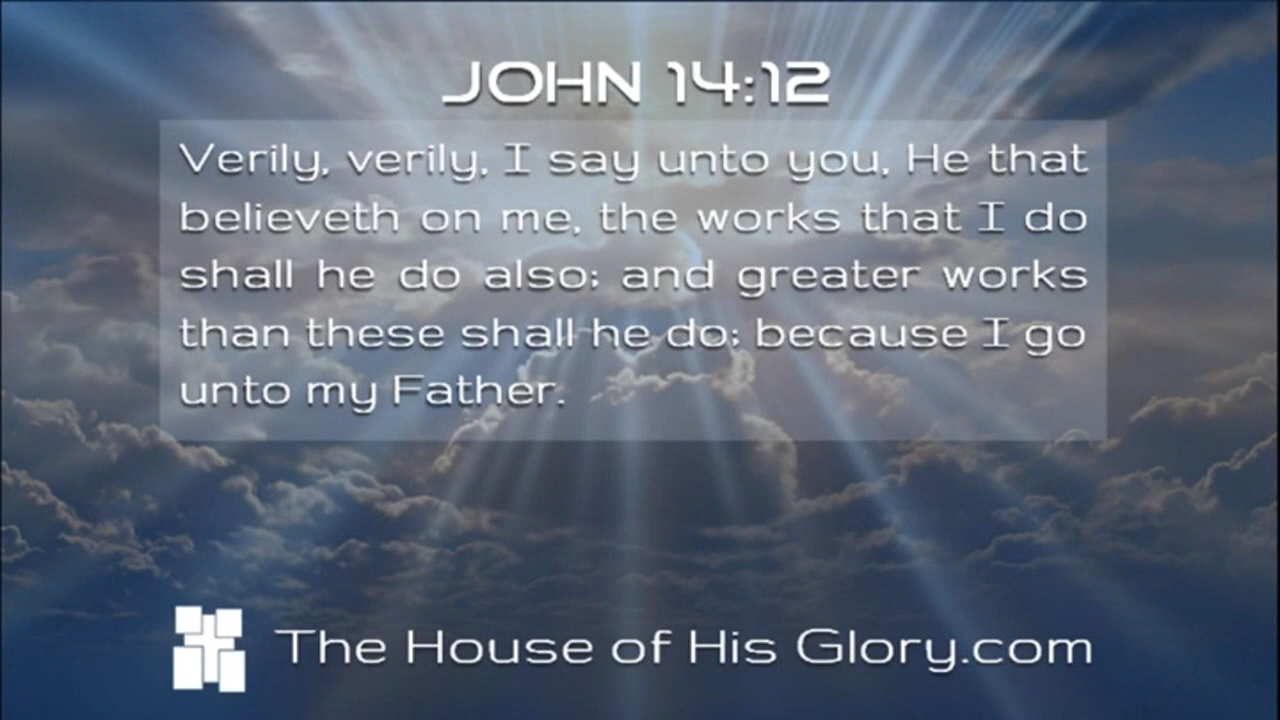 JOHN 14:12
Verily, verily, I say unto you, He that
believeth on me, the works that I do
shall he do also; and greater works
than these shall he do; because I go
unto my Father.
The House of His Glory.com